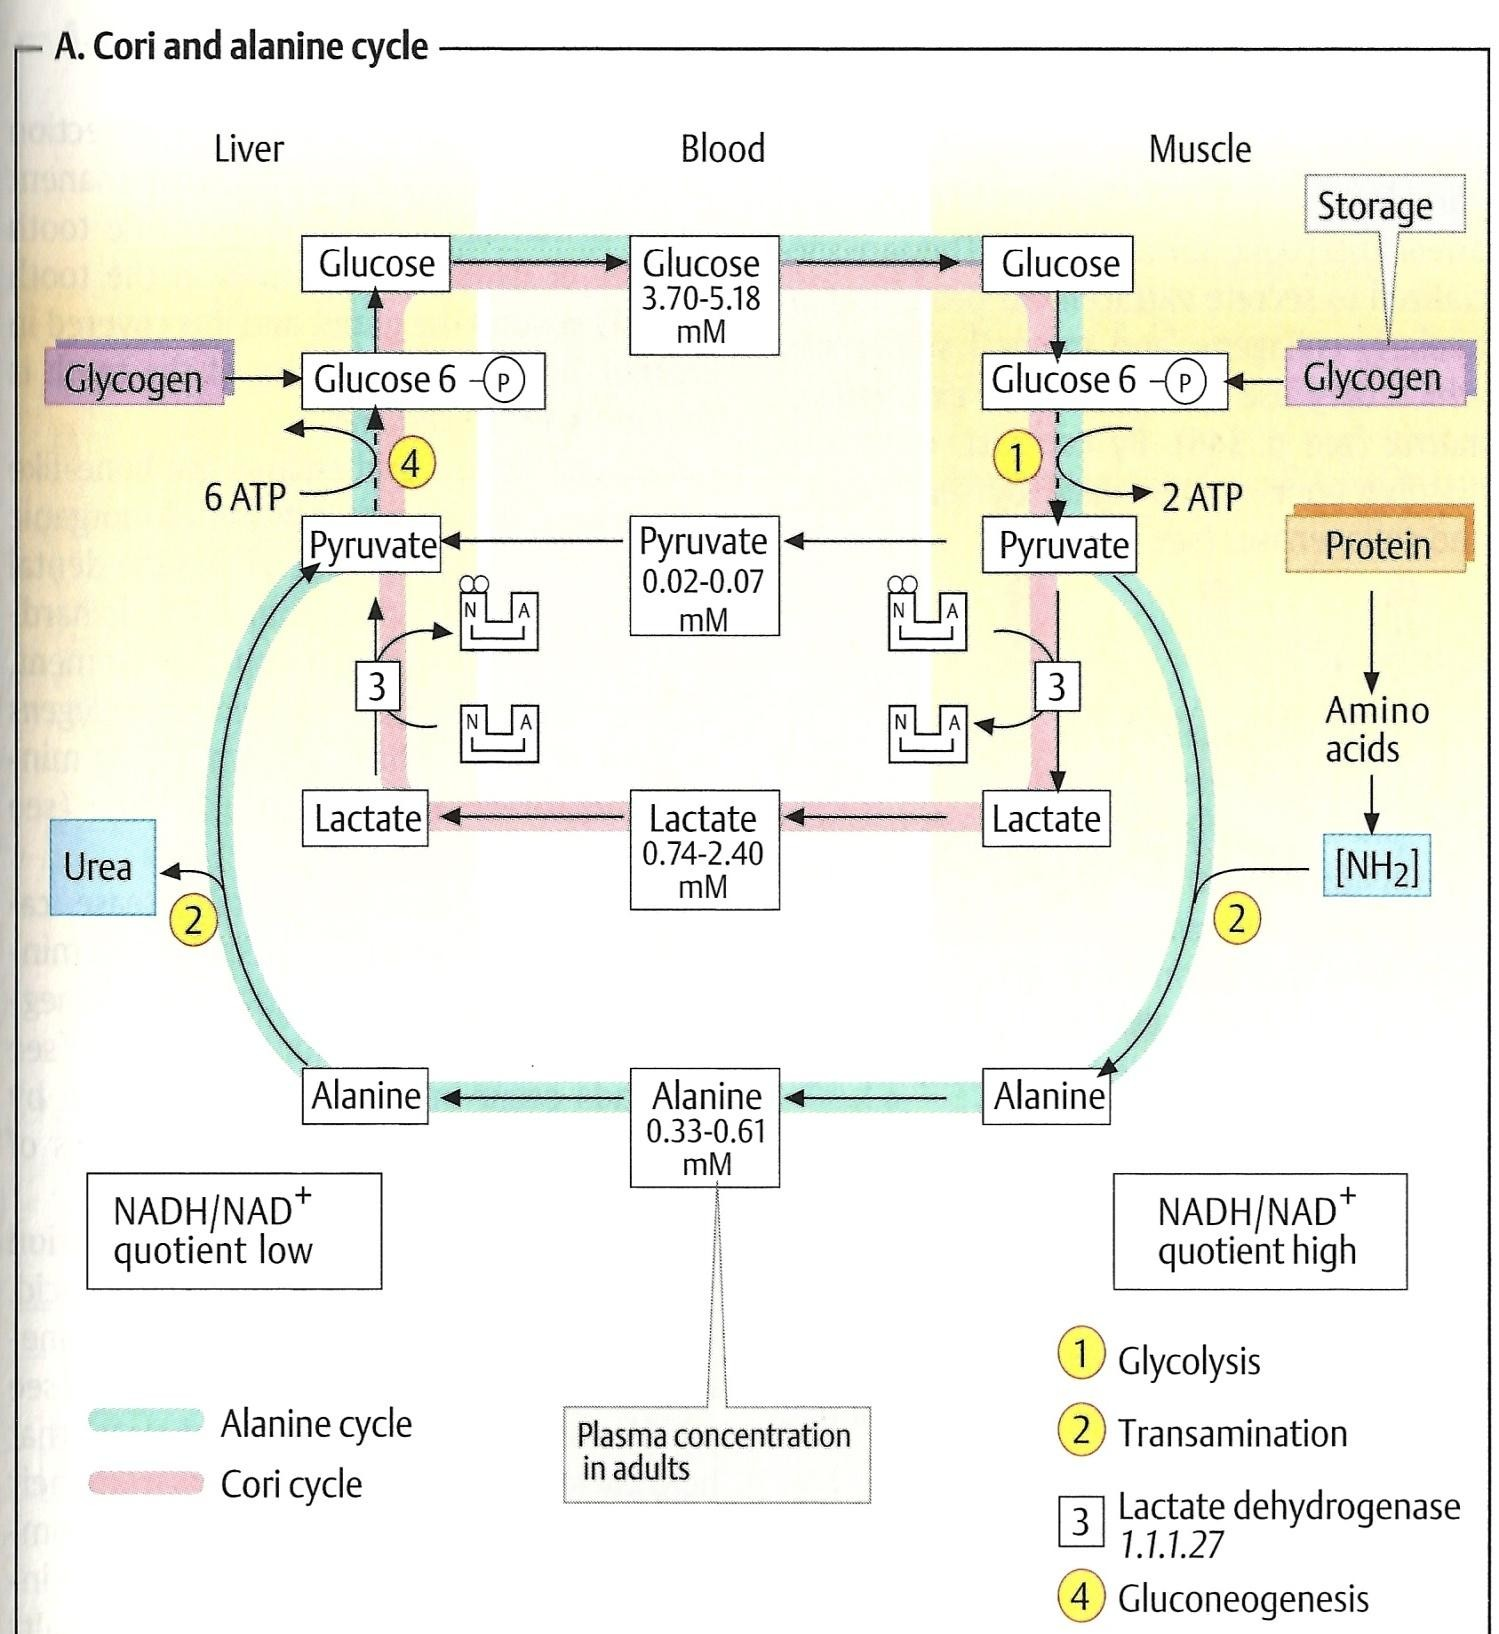 A. Cori and alanine cycle
Liver
Blood
Muscle
Storage
Glucose
Glucose
3.70-5.18
mM
Glucose
Glycogen
Glucose 6 –P
Glucose 6 –P
Glycogen
4
1
6 ATP
2 ATP
Pyruvate
Pyruvate
0.02-0.07
mM
Pyruvate
Protein
N A
N A
3
3
N A
N A
Amino
acids
Lactate
Lactate
0.74-2.40
mM
Lactate
Urea
[NH2]
2
2
Alanine
Alanine
0.33-0.61
mM
Alanine
NADH/NAD+
quotient low
NADH/NAD+
quotient high
Alanine cycle
Cori cycle
Plasma concentration
in adults
1 Glycolysis
2 Transamination
3 Lactate dehydrogenase
1.1.1.27
4 Gluconeogenesis